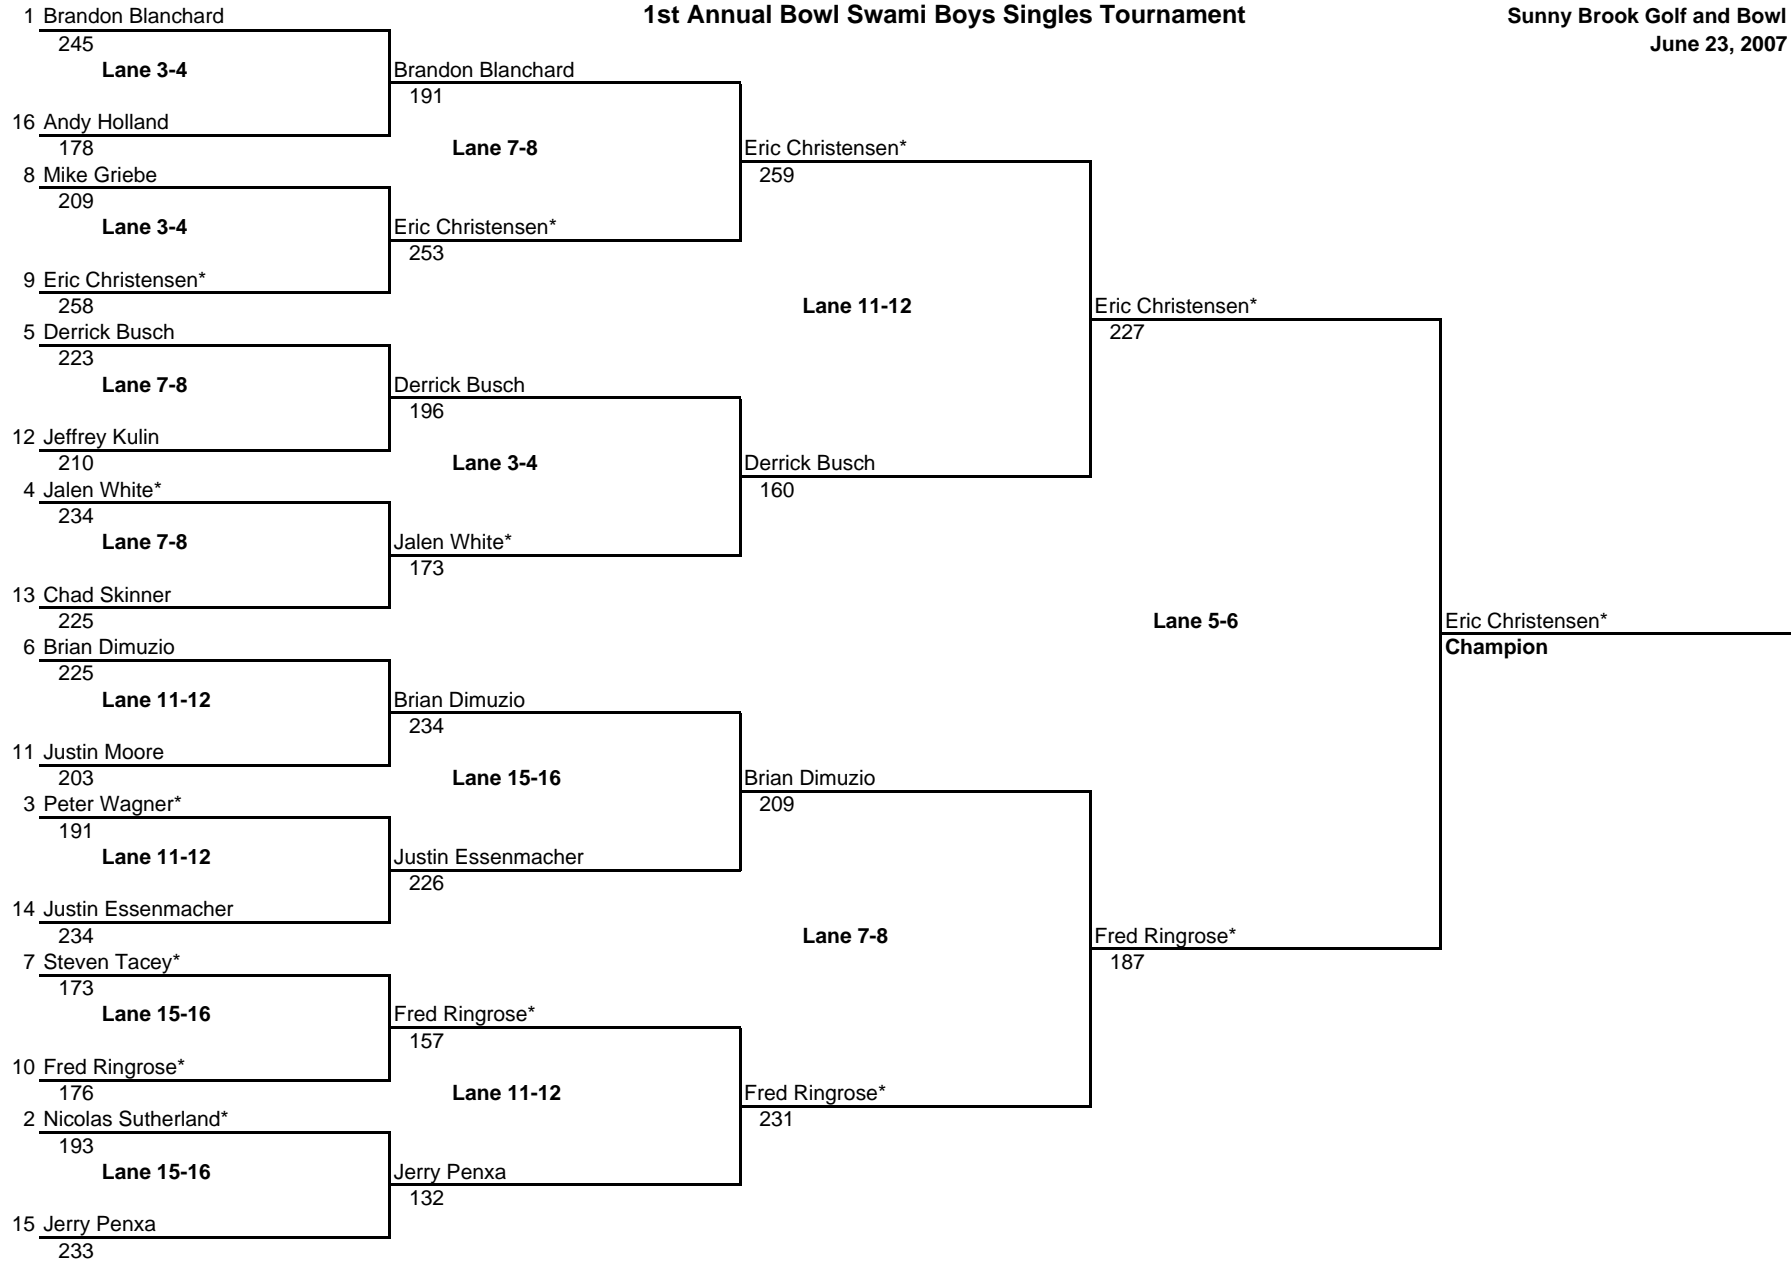 1st Annual Bowl Swami Boys Singles Tournament
Sunny Brook Golf and Bowl
June 23, 2007
1 Brandon Blanchard
245
Lane 3-4
16 Andy Holland
178
8 Mike Griebe
209
Lane 3-4
9 Eric Christensen*
258
5 Derrick Busch
223
Lane 7-8
12 Jeffrey Kulin
210
4 Jalen White*
234
Lane 7-8
13 Chad Skinner
225
6 Brian Dimuzio
225
Lane 11-12
11 Justin Moore
203
3 Peter Wagner*
191
Lane 11-12
14 Justin Essenmacher
234
7 Steven Tacey*
173
Lane 15-16
10 Fred Ringrose*
176
2 Nicolas Sutherland*
193
Lane 15-16
15 Jerry Penxa
233
Brandon Blanchard
191
Lane 7-8
Eric Christensen*
253
Derrick Busch
196
Lane 3-4
Jalen White*
173
Brian Dimuzio
234
Lane 15-16
Justin Essenmacher
226
Fred Ringrose*
157
Lane 11-12
Jerry Penxa
132
Eric Christensen*
259
Lane 11-12
Derrick Busch
160
Brian Dimuzio
209
Lane 7-8
Fred Ringrose*
231
Eric Christensen*
227
Lane 5-6
Fred Ringrose*
187
Eric Christensen*
Champion